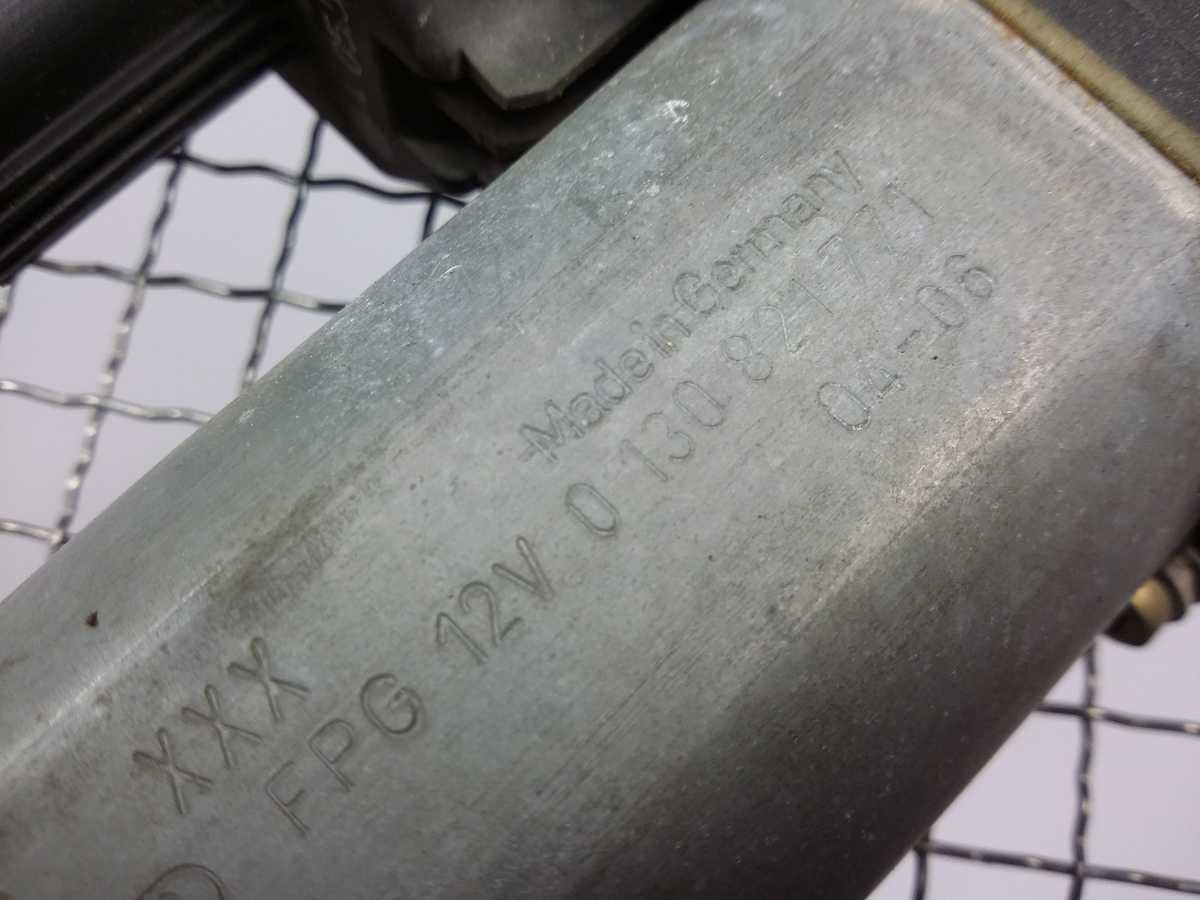 -Made in Germany
XXX
FPG 12V 0 130 821 771
04-06